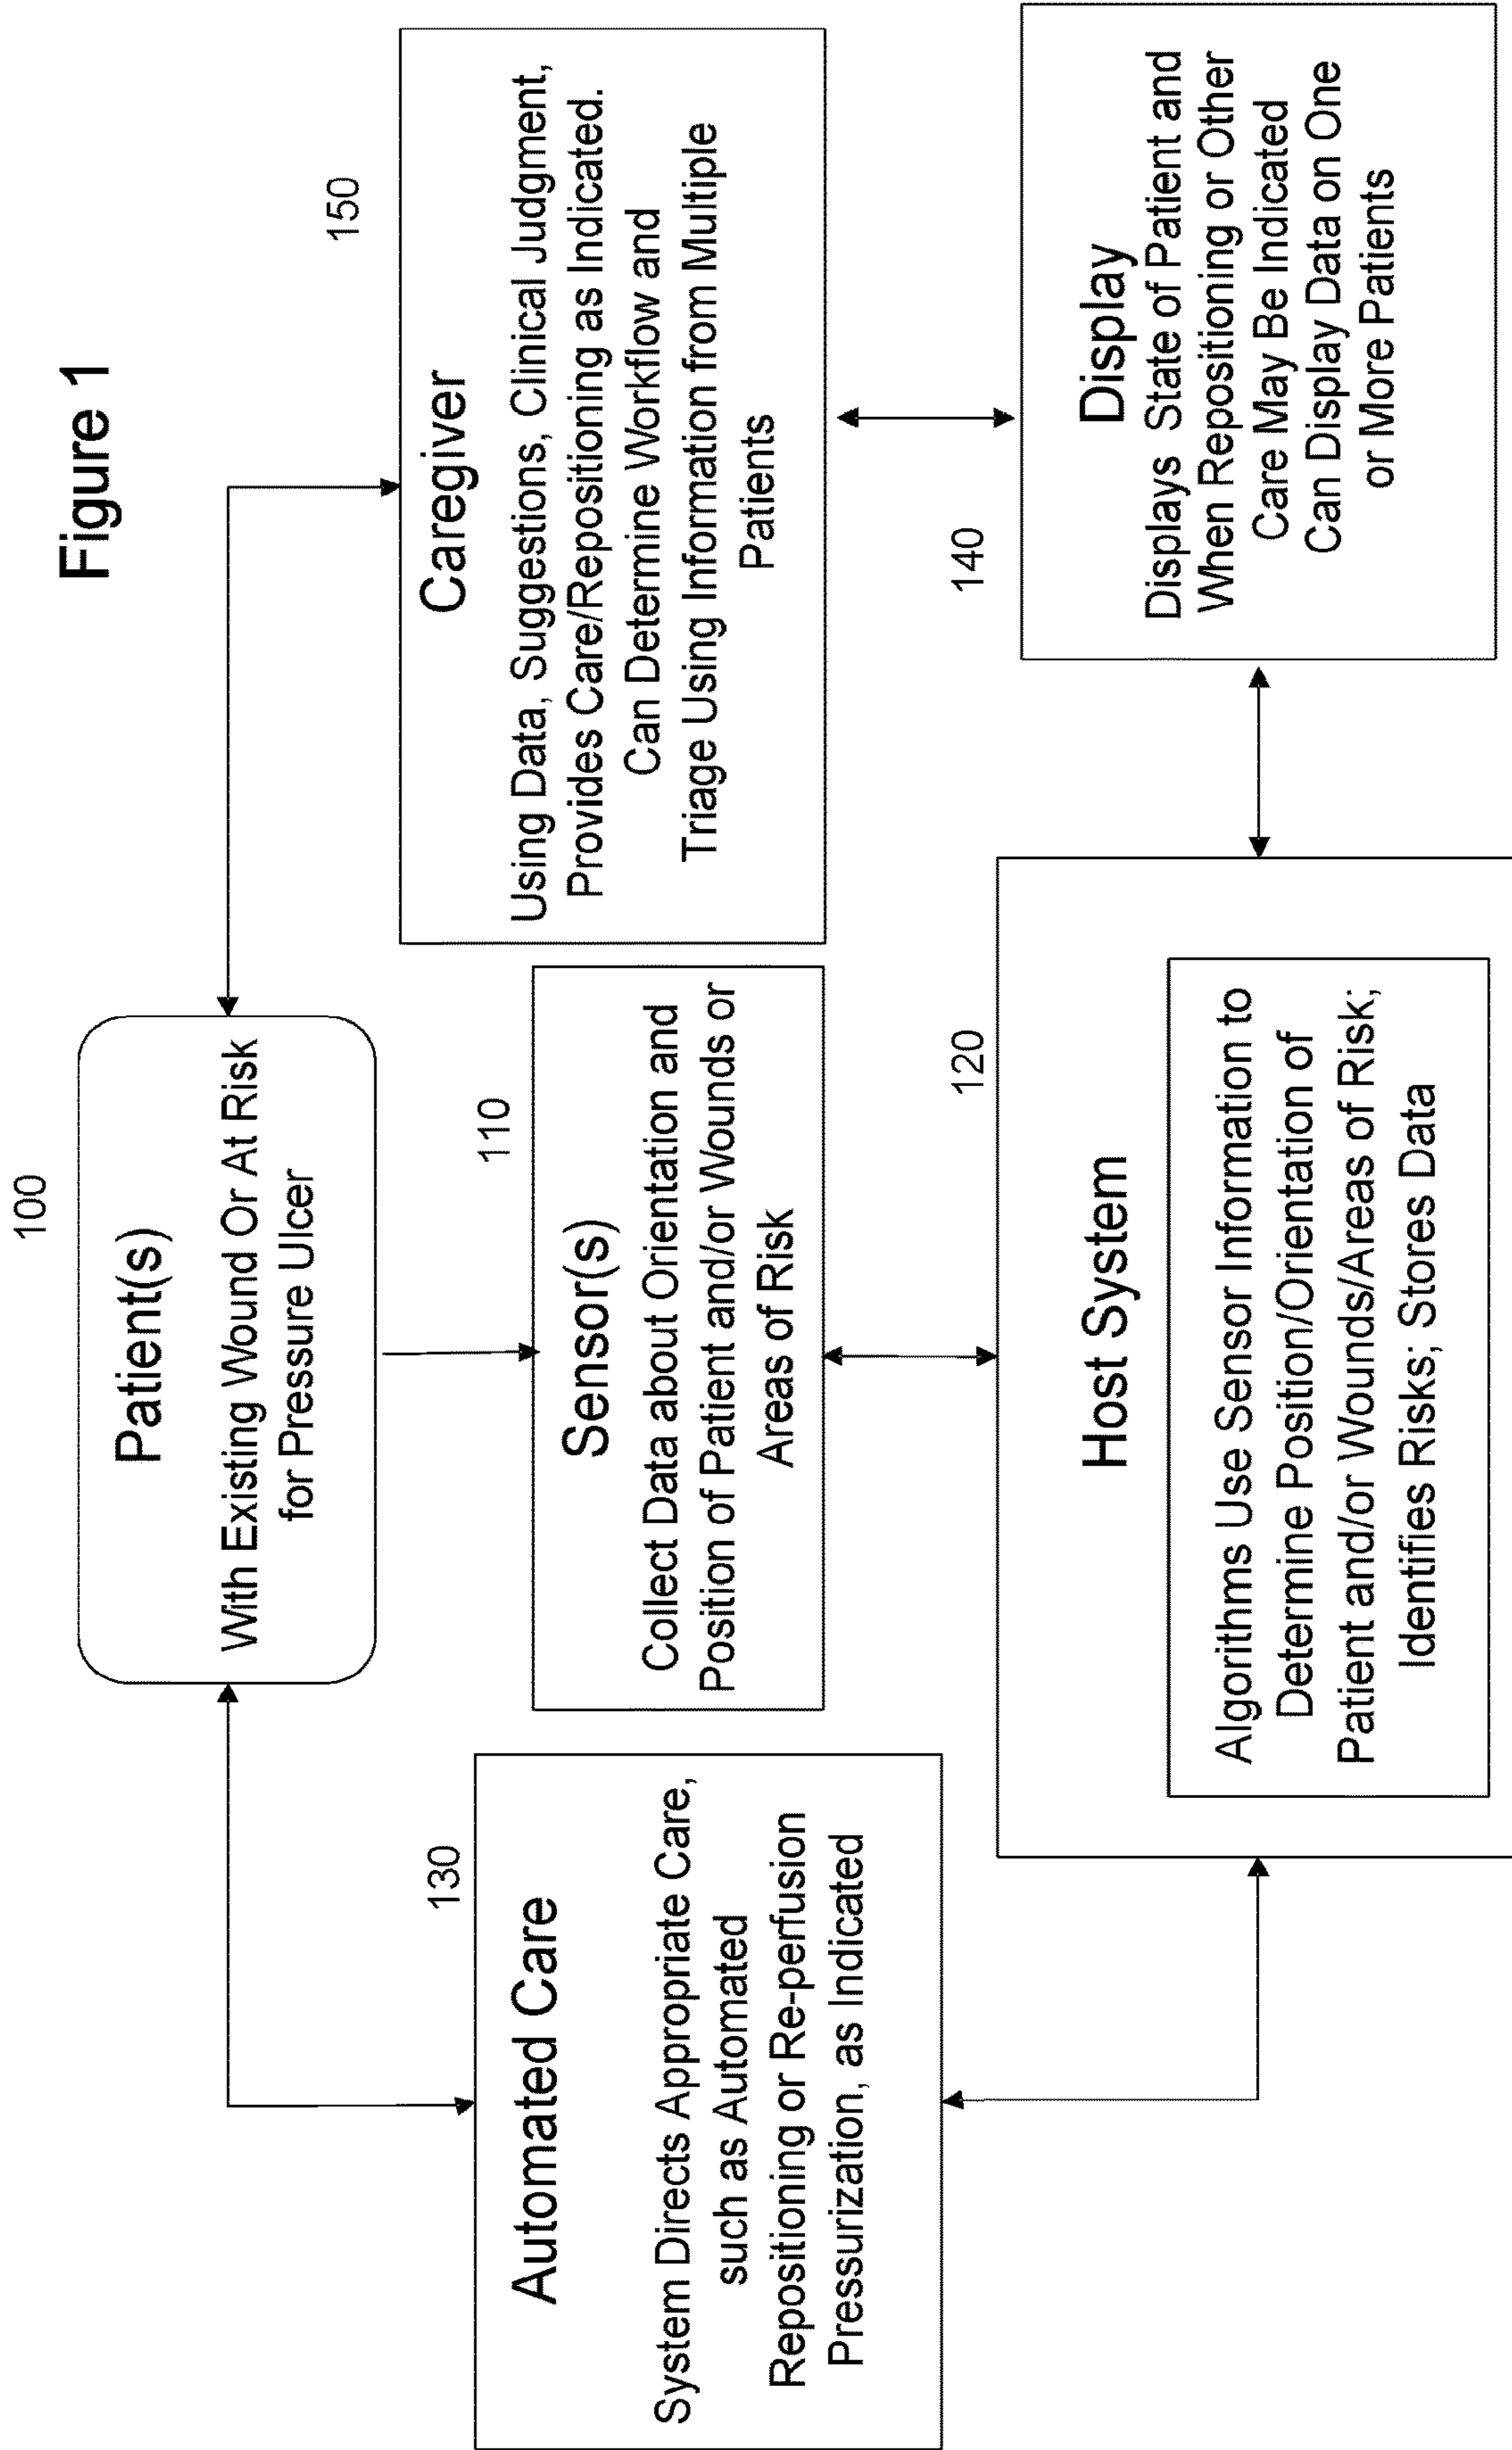 Figure 1
100
Patient(s)
With Existing Wound Or At Risk
for Pressure Ulcer
130
Automated Care
System Directs Appropriate Care,
such as Automated
Repositioning or Re-perfusion
Pressurization, as Indicated
110
Sensor(s)
Collect Data about Orientation and
Position of Patient and/or Wounds or
Areas of Risk
150
Caregiver
Using Data, Suggestions, Clinical Judgment,
Provides Care/Repositioning as Indicated.
Can Determine Workflow and
Triage Using Information from Multiple
Patients
120
Host System
Algorithms Use Sensor Information to
Determine Position/Orientation of
Patient and/or Wounds/Areas of Risk;
Identifies Risks; Stores Data
140
Display
Displays State of Patient and
When Repositioning or Other
Care May Be Indicated
Can Display Data on One
or More Patients